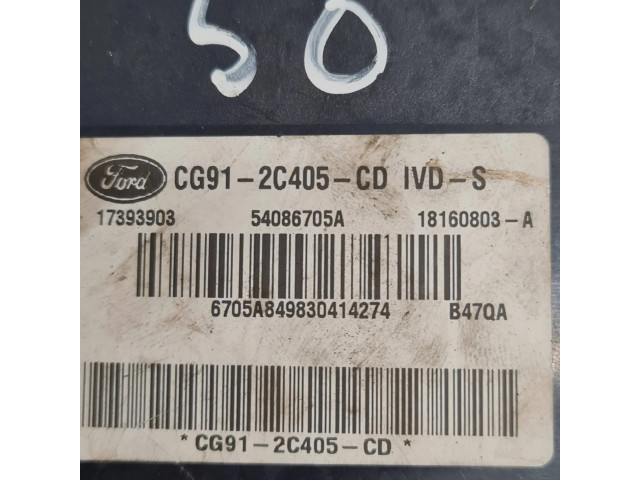 50
Ford CG91-2C405-CD IVD-S
17393903 54086705A 18160803-A
6705A849830414274 B47QA
*CG91-2C405-CD*